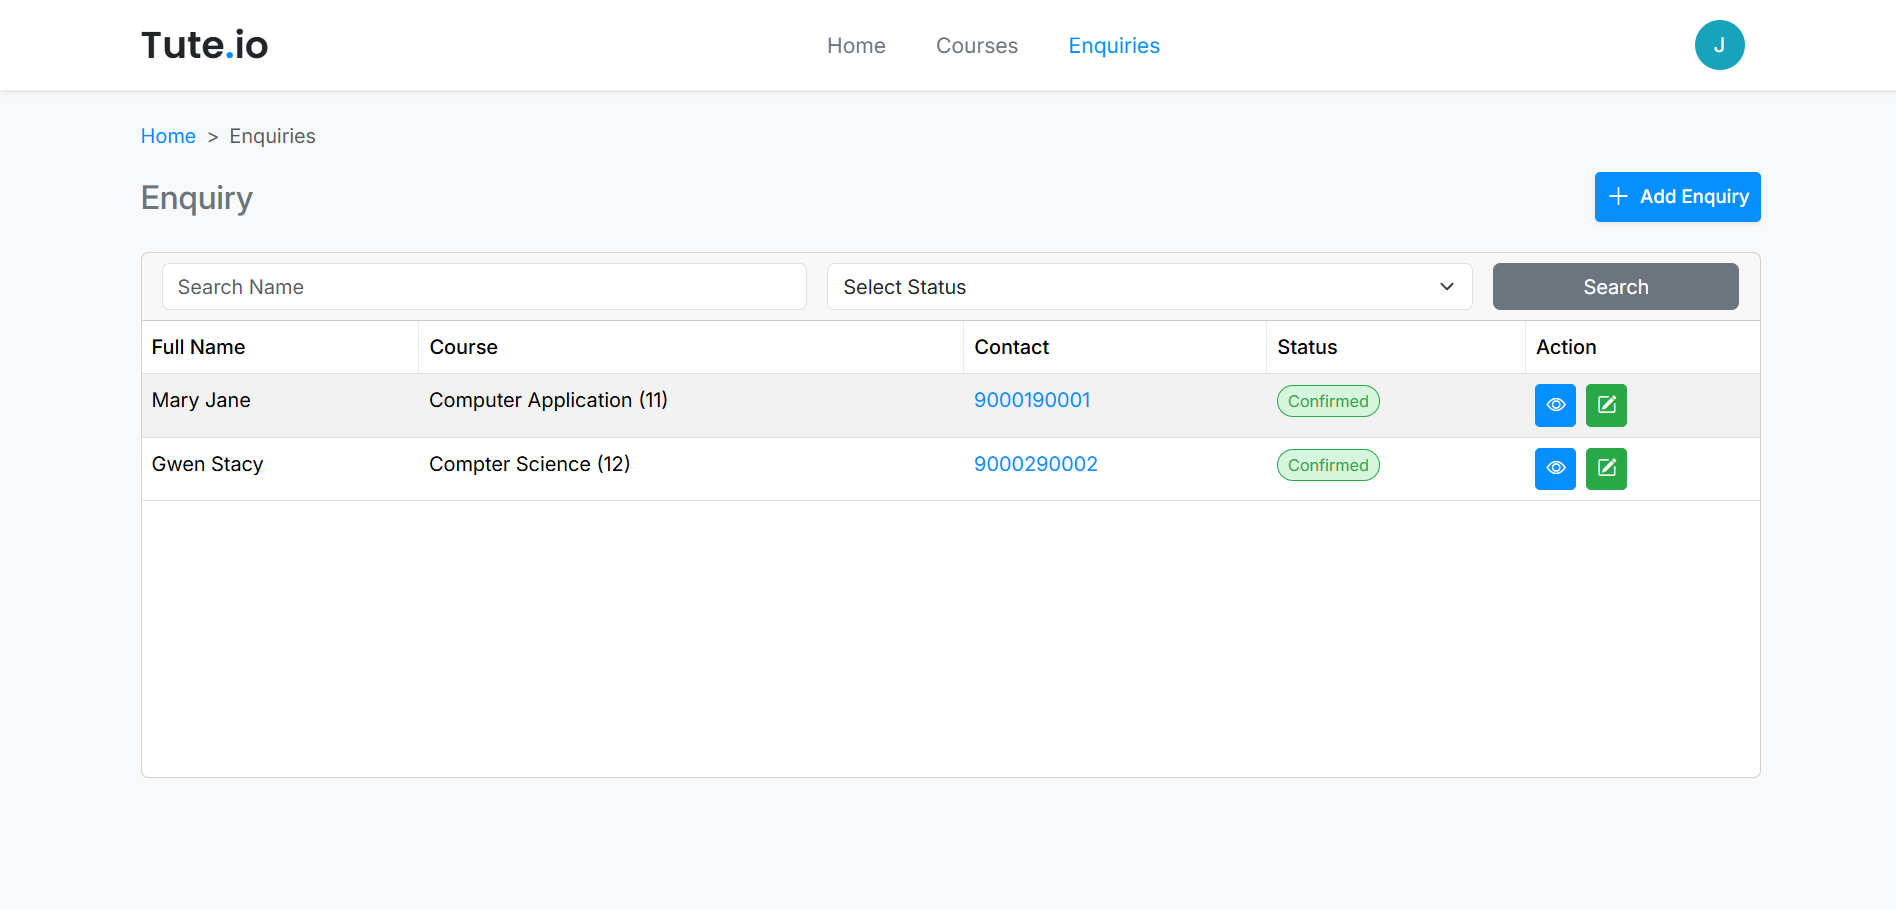 Tute.io
Home Courses Enquiries
J
Home > Enquiries
Enquiry
Add Enquiry
Search Name
Select Status
Search
Full Name Course Contact Status Action
Mary Jane Computer Application (11) 9000190001 Confirmed
Gwen Stacy Compter Science (12) 9000290002 Confirmed